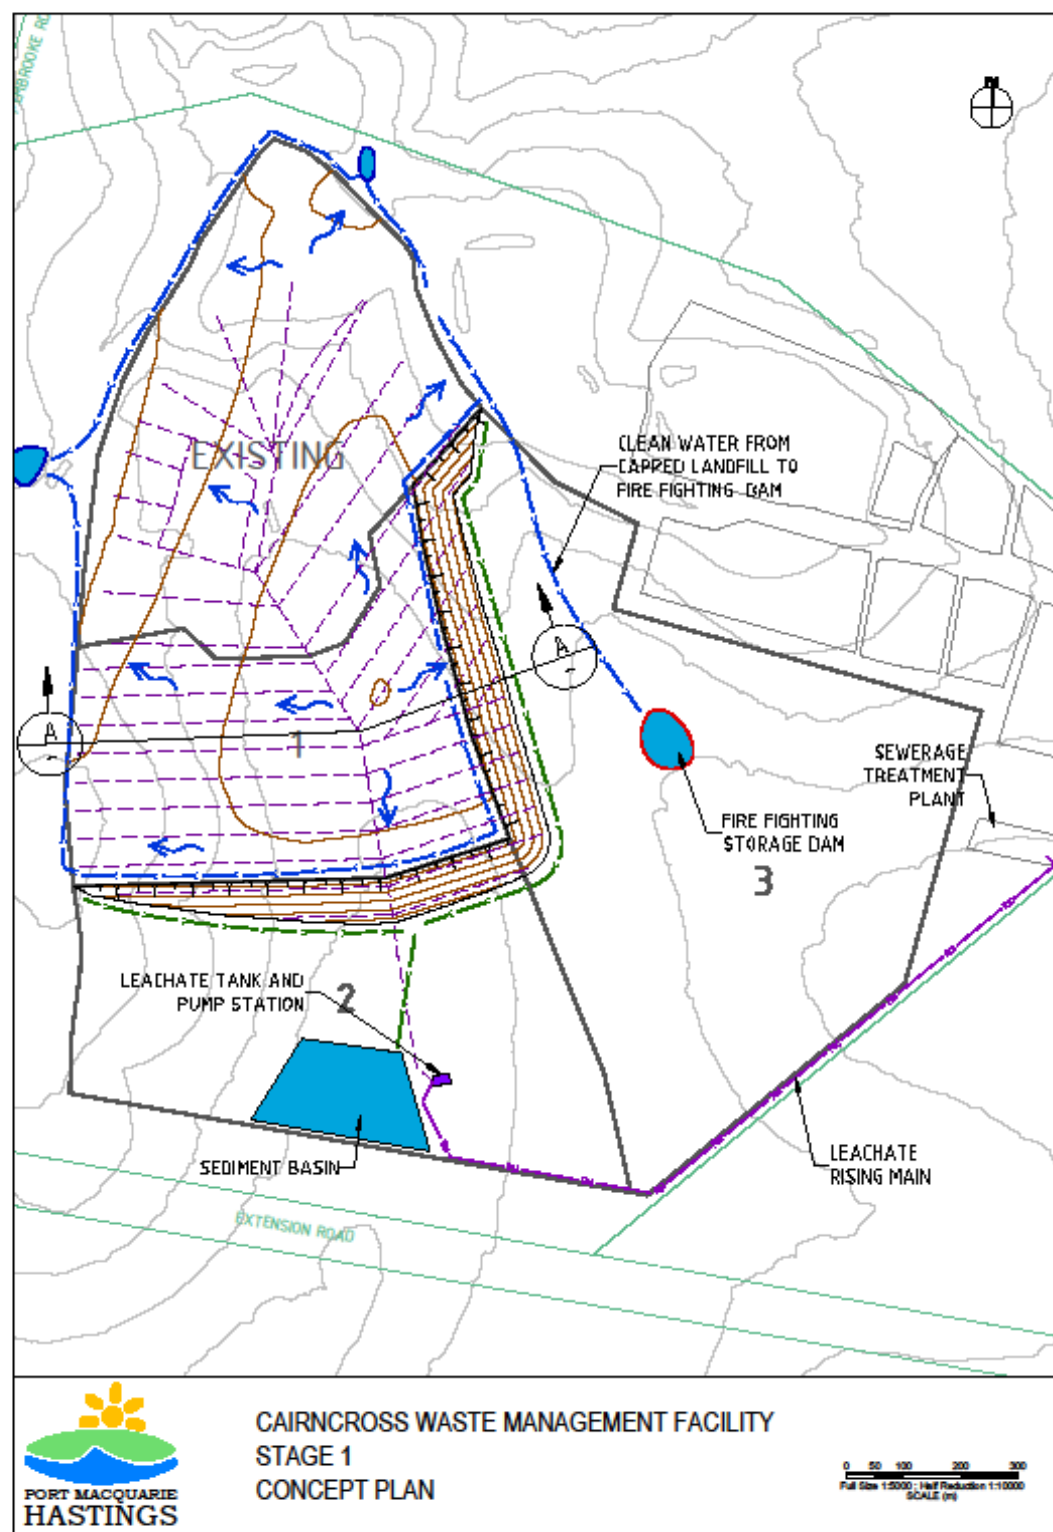 N
EXISTING
CLEAN WATER FROM
CAPPED LANDFILL TO
FIRE FIGHTING DAM
A
A
1
SEWERAGE
TREATMENT
PLANT
FIRE FIGHTING
STORAGE DAM
3
LEACHATE TANK AND
PUMP STATION
2
SEDIMENT BASIN
LEACHATE
RISING MAIN
EXTENSION ROAD
PORT MACQUARIE
HASTINGS
CAIRNCROSS WASTE MANAGEMENT FACILITY
STAGE 1
CONCEPT PLAN
0 50 100 200 300
Full Size 1:5000 ; Half Reduction 1:10000
SCALE (m)